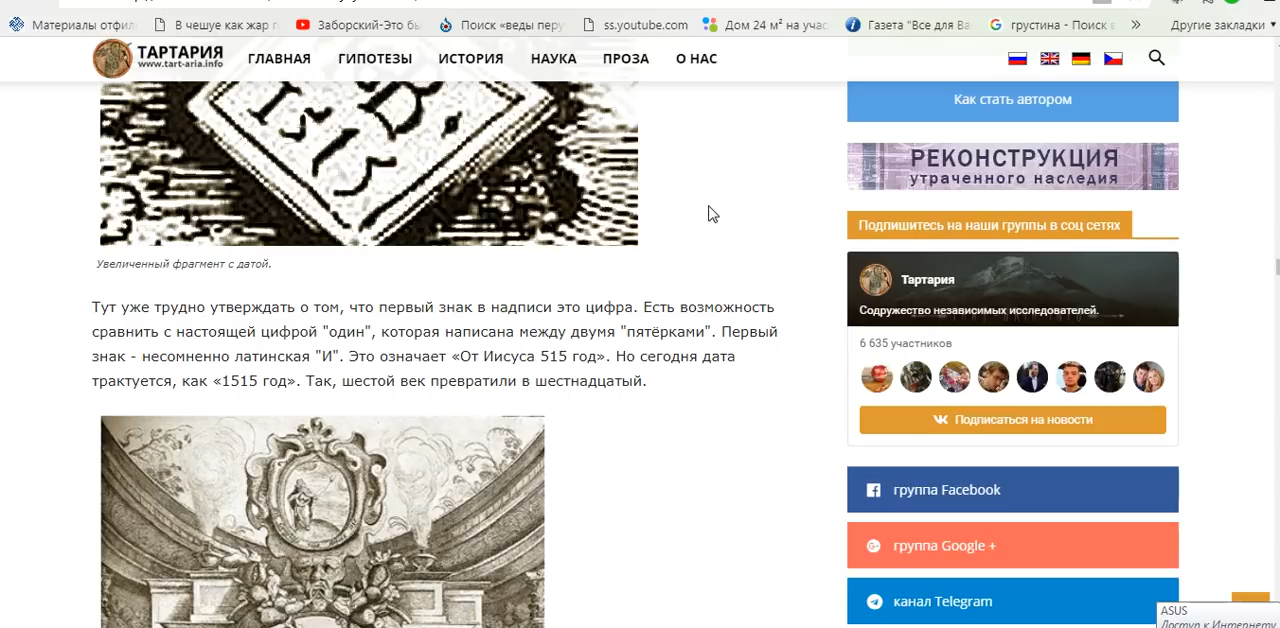 Материалы отфил
В чешуе как жар г
Заборский-Это бы
Поиск «веды перу
ss.youtube.com
Дом 24 м² на учас
Газета "Все для Ва
грустина - Поиск в
Другие закладки
ТАРТАРИЯ
www.tart-aria.info
ГЛАВНАЯ
ГИПОТЕЗЫ
ИСТОРИЯ
НАУКА
ПРОЗА
О НАС
Как стать автором
РЕКОНСТРУКЦИЯ
утраченного наследия
Подпишитесь на наши группы в соц сетях
Тартария
Содружество независимых исследователей.
6 635 участников
Подписаться на новости
группа Facebook
группа Google +
канал Telegram
Увеличенный фрагмент с датой.
Тут уже трудно утверждать о том, что первый знак в надписи это цифра. Есть возможность
сравнить с настоящей цифрой "один", которая написана между двумя "пятёрками". Первый
знак - несомненно латинская "И". Это означает «От Иисуса 515 год». Но сегодня дата
трактуется, как «1515 год». Так, шестой век превратили в шестнадцатый.
ASUS
Доступ к Интернету